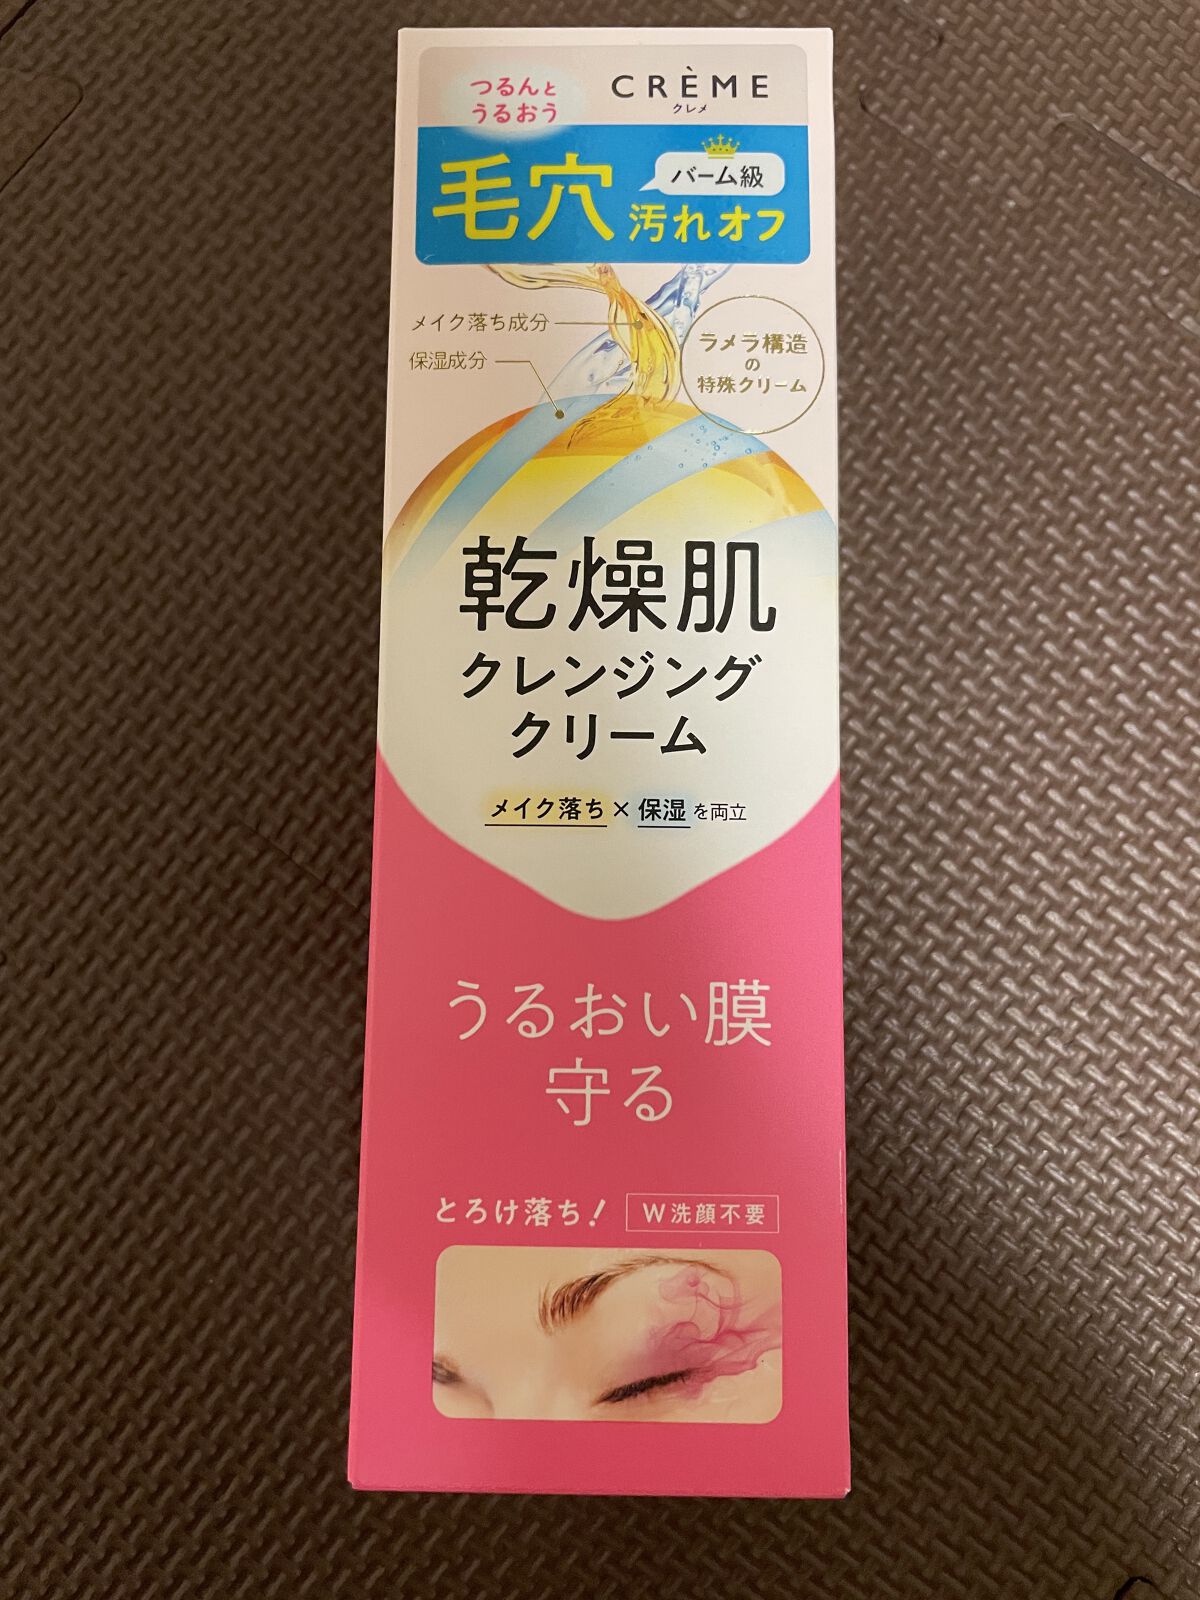 つるんと
うるおう
CRÈME
クレメ
毛穴
バーム級
汚れオフ
メイク落ち成分
保湿成分
ラメラ構造
の
特殊クリーム
乾燥肌
クレンジング
クリーム
メイク落ち×保湿を両立
うるおい膜
守る
とろけ落ち!
W洗顔不要